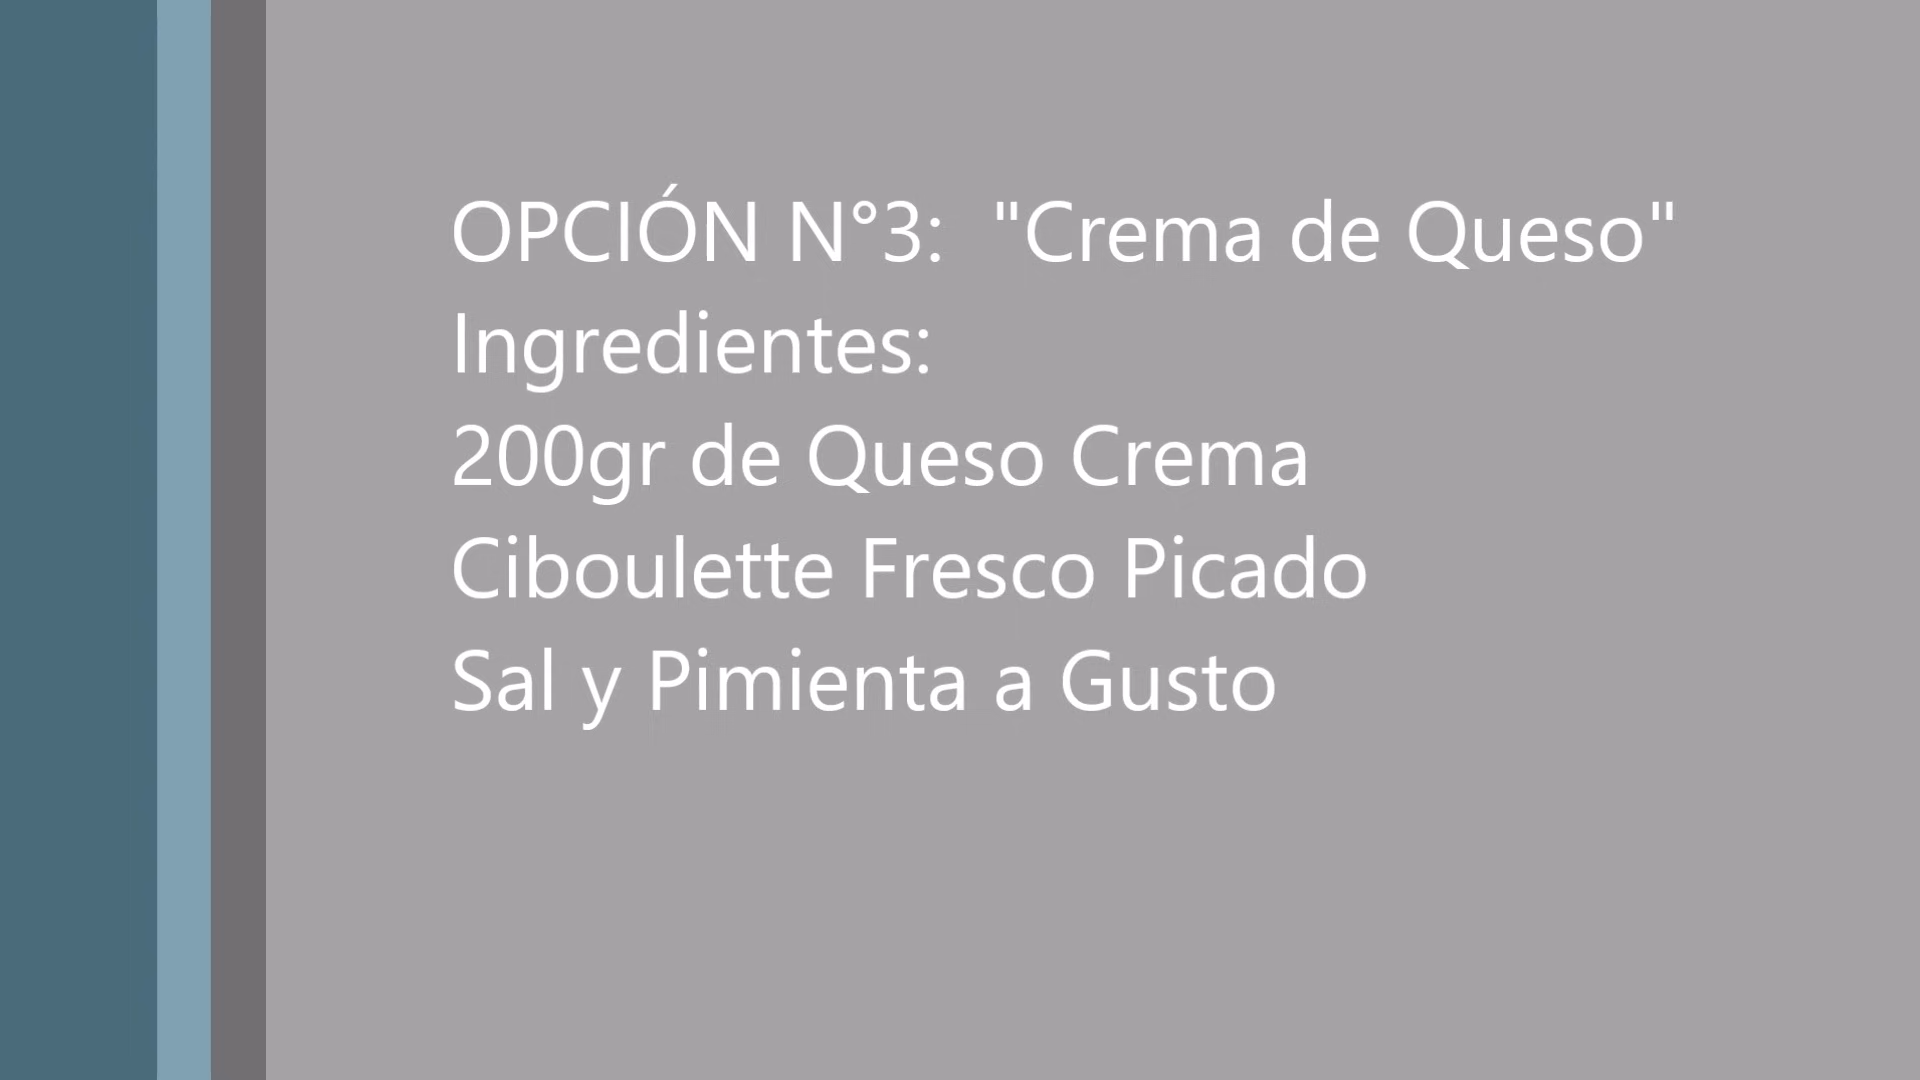 OPCIÓN N°3:  "Crema de Queso"
Ingredientes:
200gr de Queso Crema
Ciboulette Fresco Picado
Sal y Pimienta a Gusto